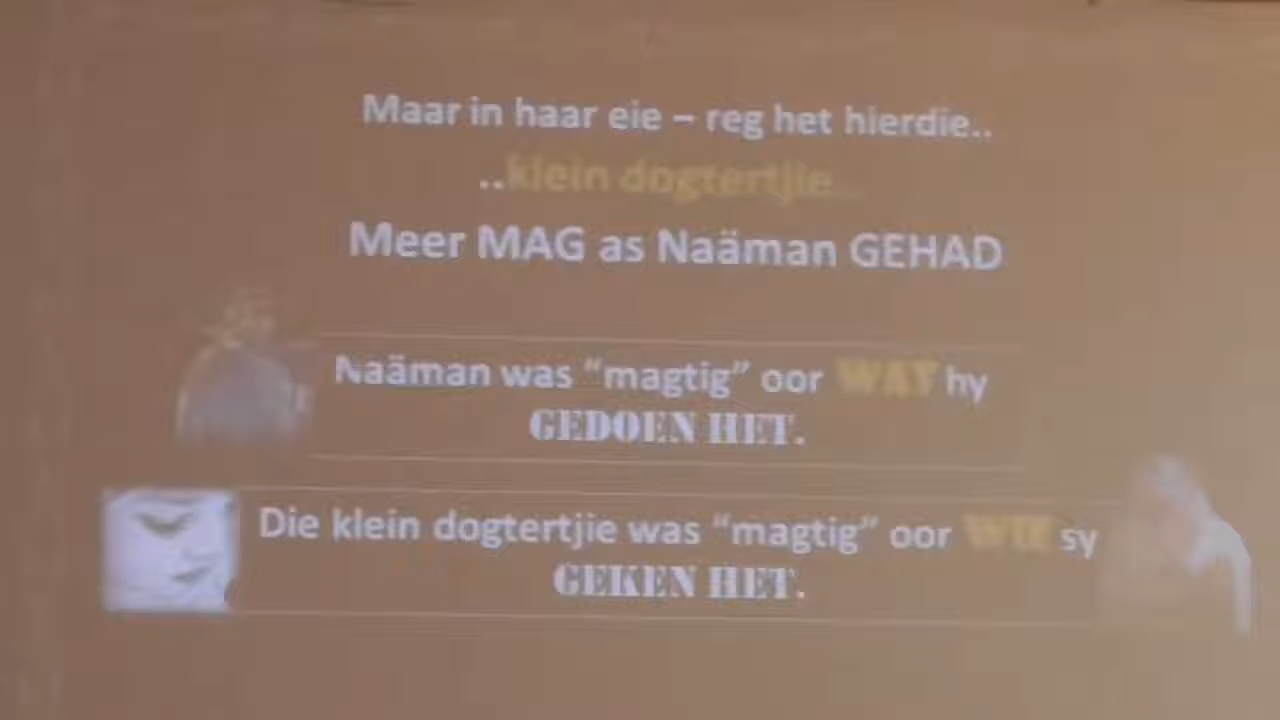 Maar in haar eie – reg het hierdie..
..klein dogtertjie..
Meer MAG as Naäman GEHAD
Naäman was “magtig” oor WAT hy
GEDOEN HET.
Die klein dogtertjie was “magtig” oor WIE sy
GEKEN HET.